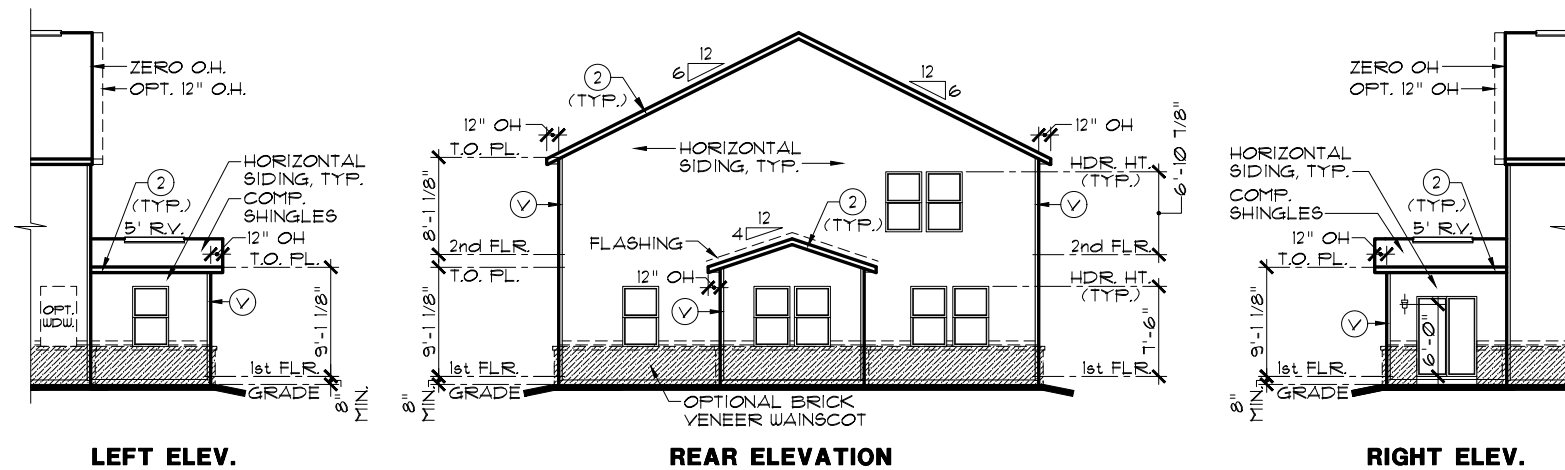 ZERO O.H.
OPT. 12" O.H.
HORIZONTAL
SIDING, TYP.
COMP.
SHINGLES
2
(TYP.)
5' R.V.
12" OH
T.O. PL.
OPT.
WDW.
V
9'-1 1/8"
1st FLR.
GRADE
8"
MIN.
LEFT ELEV.
12
6
2
(TYP.)
12
6
12" OH
T.O. PL.
12" OH
HORIZONTAL
SIDING, TYP.
HDR. HT.
(TYP.)
6'-10 7/8"
8'-1 1/8"
V
V
12
4
2
(TYP.)
FLASHING
2nd FLR.
2nd FLR.
T.O. PL.
12" OH
HDR. HT.
(TYP.)
V
9'-1 1/8"
7'-6"
1st FLR.
1st FLR.
8"
MIN.
GRADE
OPTIONAL BRICK
VENEER WAINSCOT
REAR ELEVATION
ZERO OH
OPT. 12" OH
HORIZONTAL
SIDING, TYP.
COMP.
SHINGLES
2
(TYP.)
5' R.V.
12" OH
T.O. PL.
9'-1 1/8"
V
6'-0"
1st FLR.
8"
MIN.
GRADE
RIGHT ELEV.